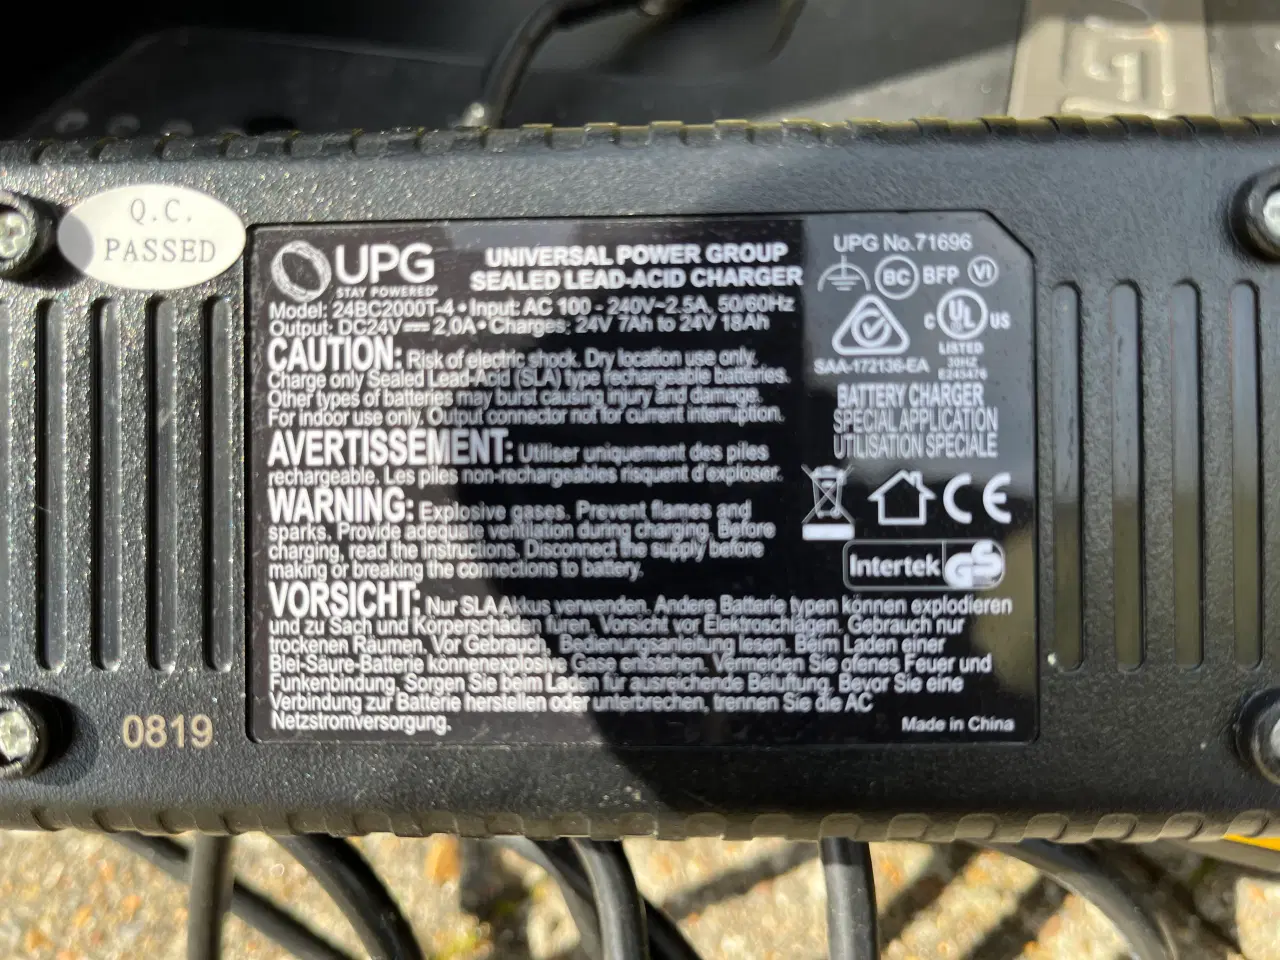 Q.C.
PASSED
UPG
STAY POWERED
UNIVERSAL POWER GROUP
SEALED LEAD-ACID CHARGER
Model: 24BC2000T-4 • Input: AC 100 - 240V~2.5A, 50/60Hz
Output: DC24V⎓2.0A • Charges: 24V 7Ah to 24V 18Ah
CAUTION: Risk of electric shock. Dry location use only.
Charge only Sealed Lead-Acid (SLA) type rechargeable batteries.
Other types of batteries may burst causing injury and damage.
For indoor use only. Output connector not for current interruption.
AVERTISSEMENT: Utiliser uniquement des piles
rechargeable. Les piles non-rechargeables risquent d'exploser.
WARNING: Explosive gases. Prevent flames and
sparks. Provide adequate ventilation during charging. Before
charging, read the instructions. Disconnect the supply before
making or breaking the connections to battery.
VORSICHT: Nur SLA Akkus verwenden. Andere Batterie typen können explodieren
und zu Sach und Körperschäden füren. Vorsicht vor Elektroschlägen. Gebrauch nur
trockenen Räumen. Vor Gebrauch, Bedienungsanleitung lesen. Beim Laden einer
Blei-Säure-Batterie könnenexplosive Gase entstehen. Vermeiden Sie ofenes Feuer und
Funkenbindung. Sorgen Sie beim Laden für ausreichende Belüftung. Bevor Sie eine
Verbindung zur Batterie herstellen oder unterbrechen, trennen Sie die AC
Netzstromversorgung.
UPG No.71696
BC BFP VI
C UL US
LISTED
30HZ
E245476
SAA-172136-EA
BATTERY CHARGER
SPECIAL APPLICATION
UTILISATION SPECIALE
CE
Intertek GS
Made in China
0819